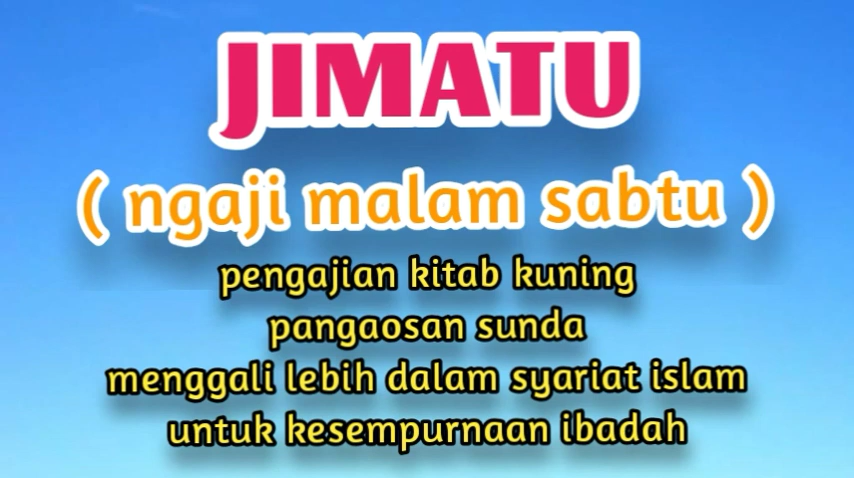 JIMATU
( ngaji malam sabtu )
pengajian kitab kuning
pangaosan sunda
menggali lebih dalam syariat islam
untuk kesempurnaan ibadah